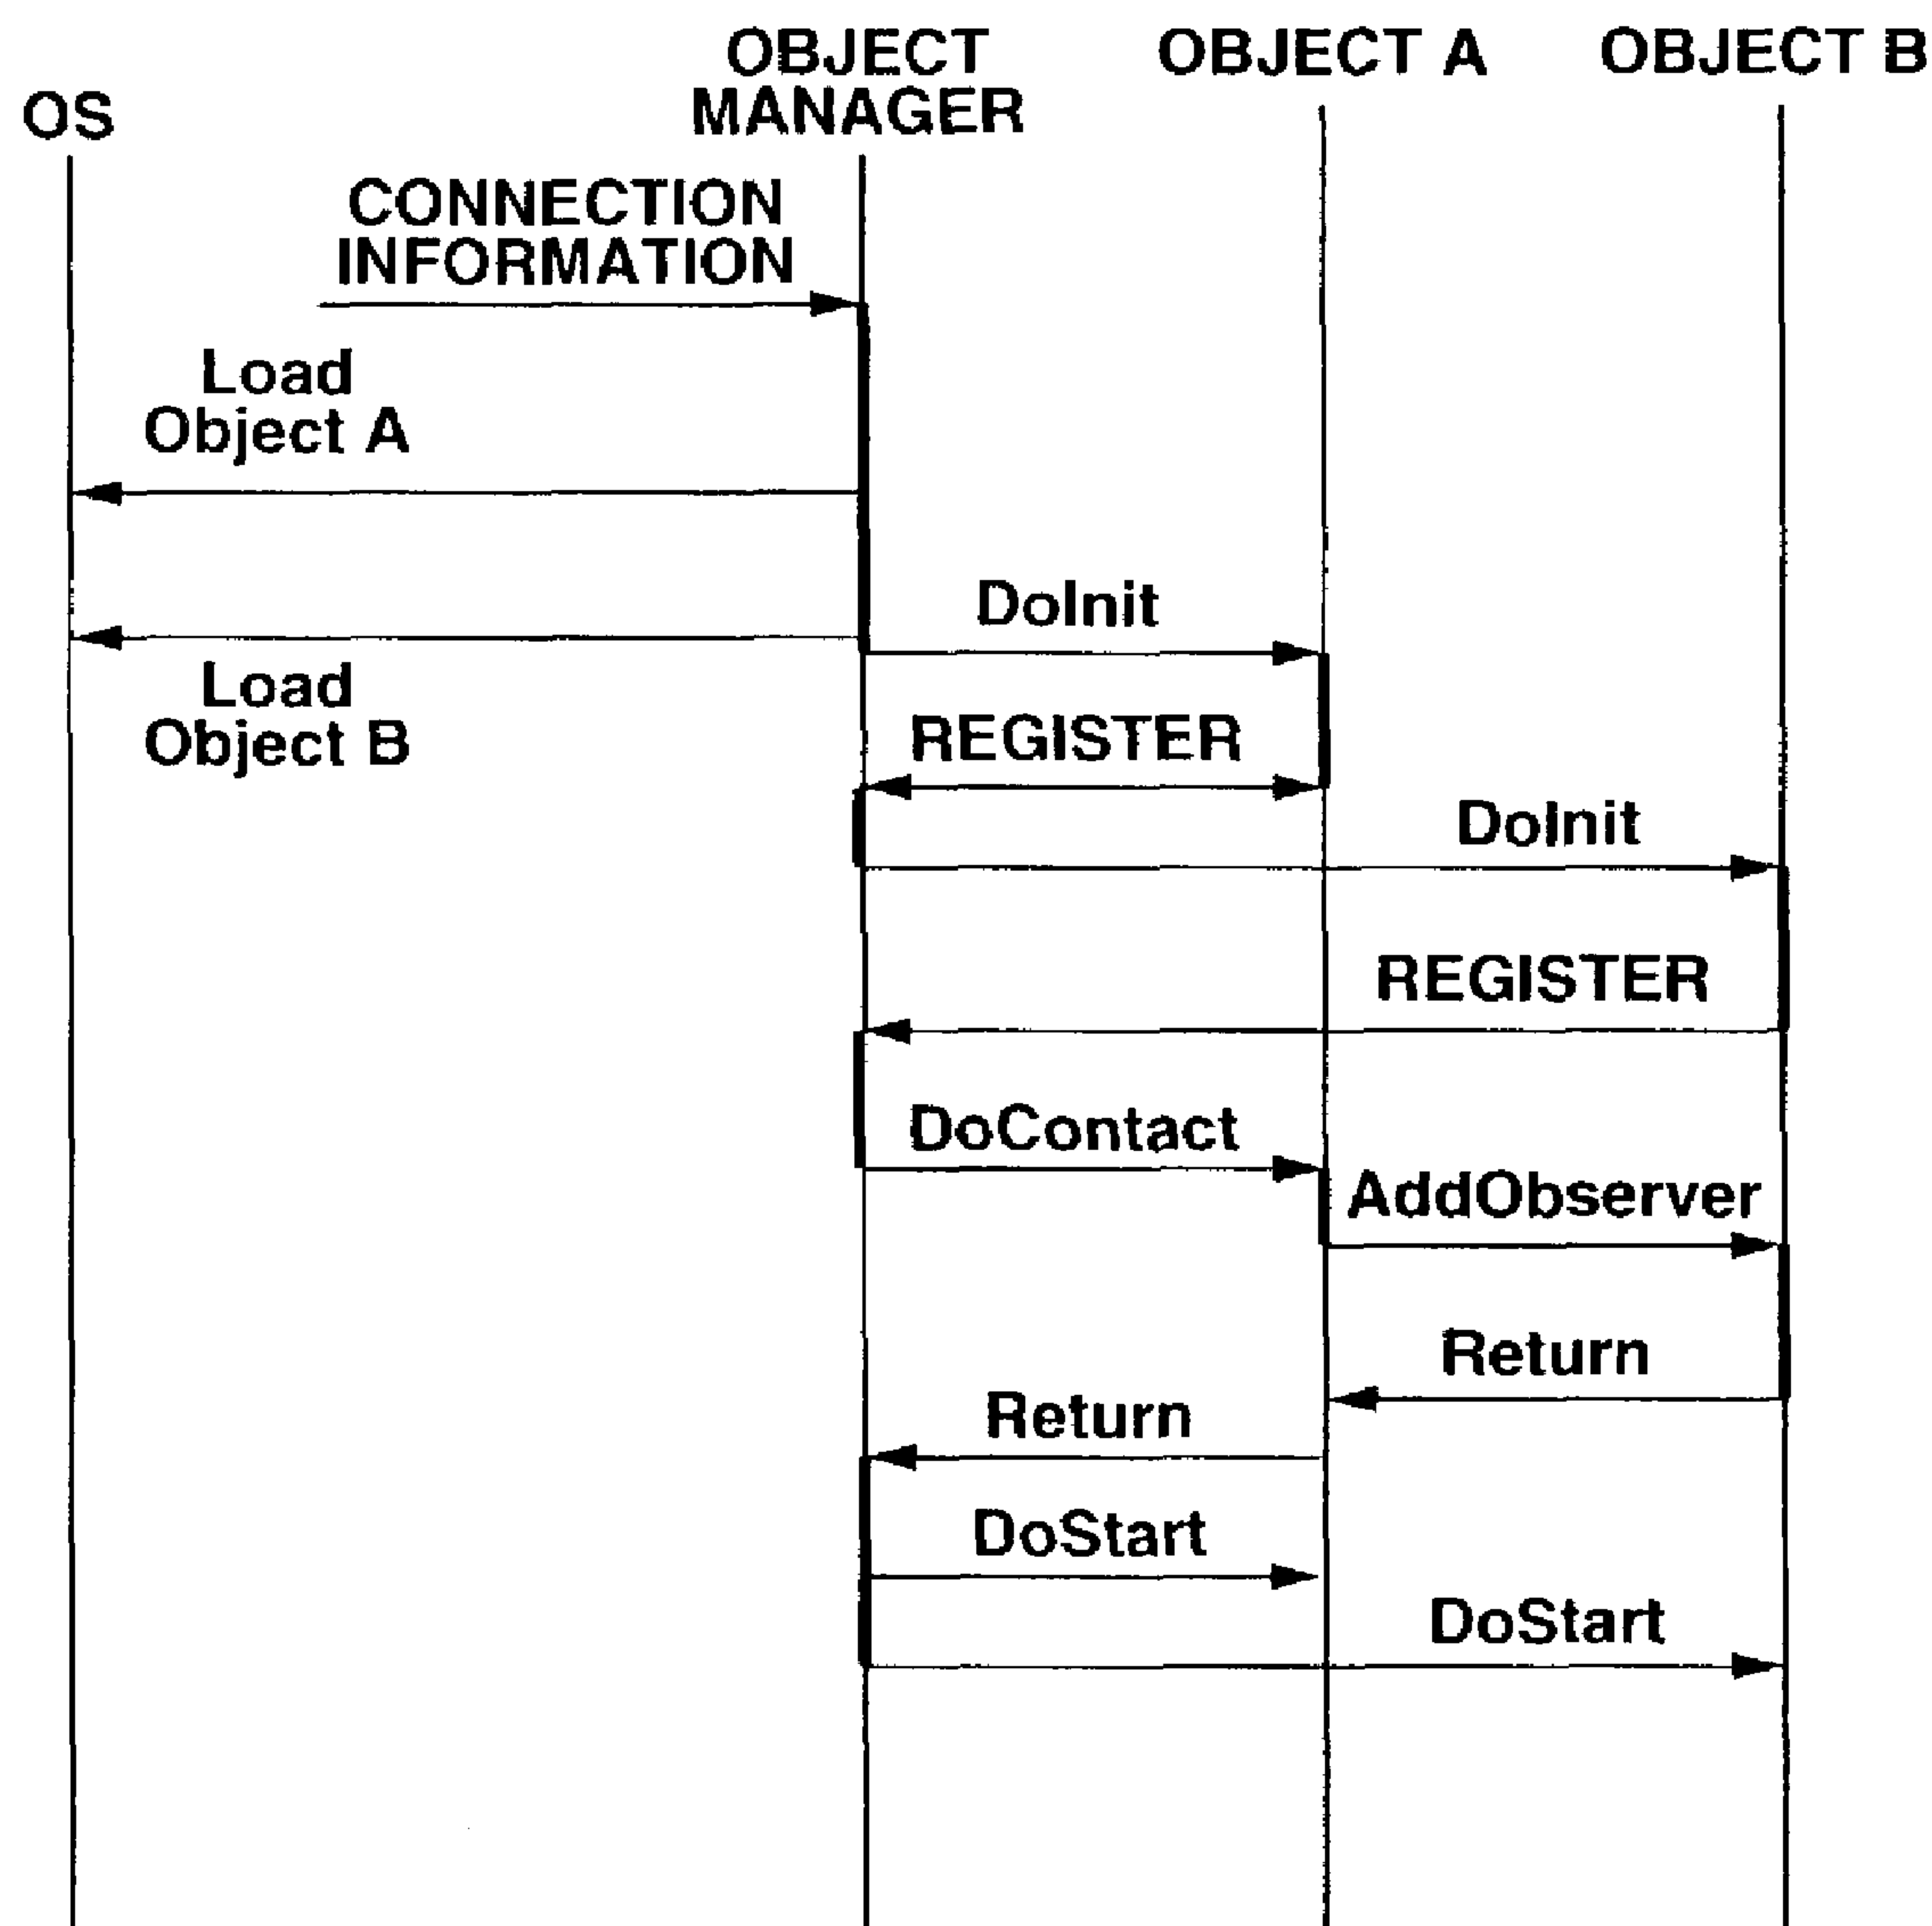 OS
OBJECT
MANAGER
OBJECT A
OBJECT B
CONNECTION
INFORMATION
Load
Object A
DoInit
Load
Object B
REGISTER
DoInit
REGISTER
DoContact
AddObserver
Return
Return
DoStart
DoStart